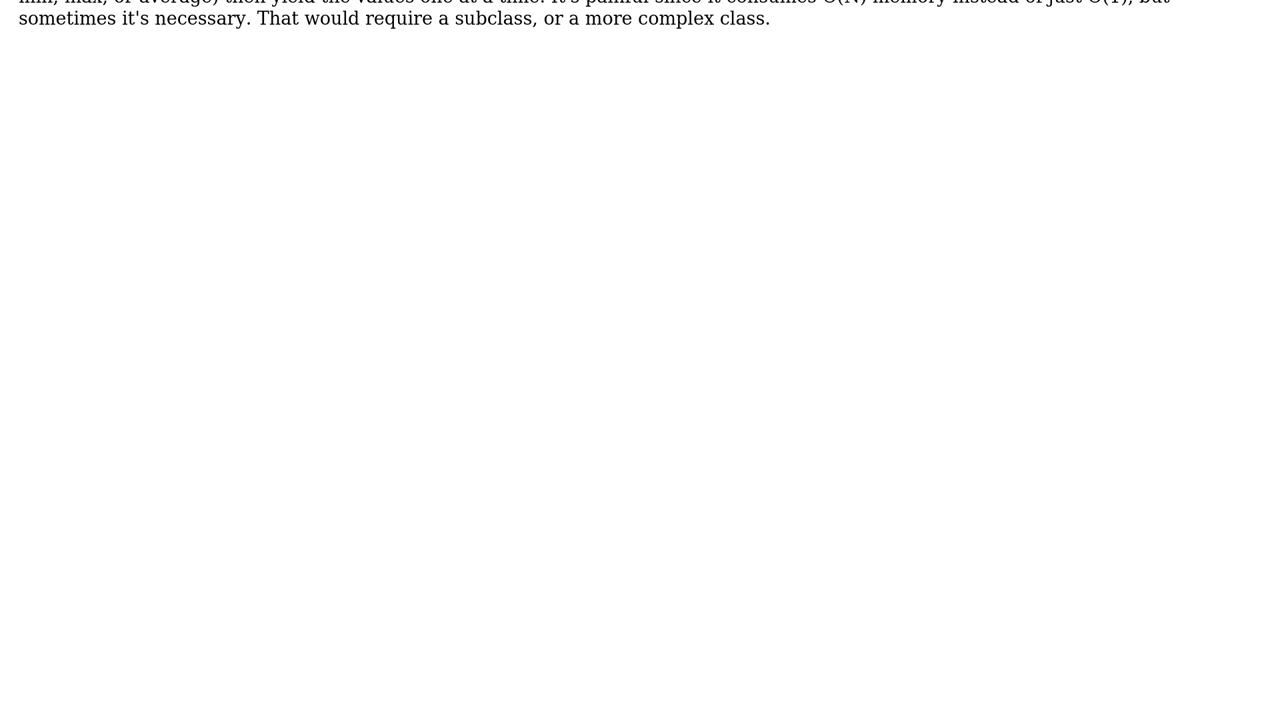 min, max, or average) then yield the values one at a time. It's painful since it consumes O(N) memory instead of just O(1), but
sometimes it's necessary. That would require a subclass, or a more complex class.